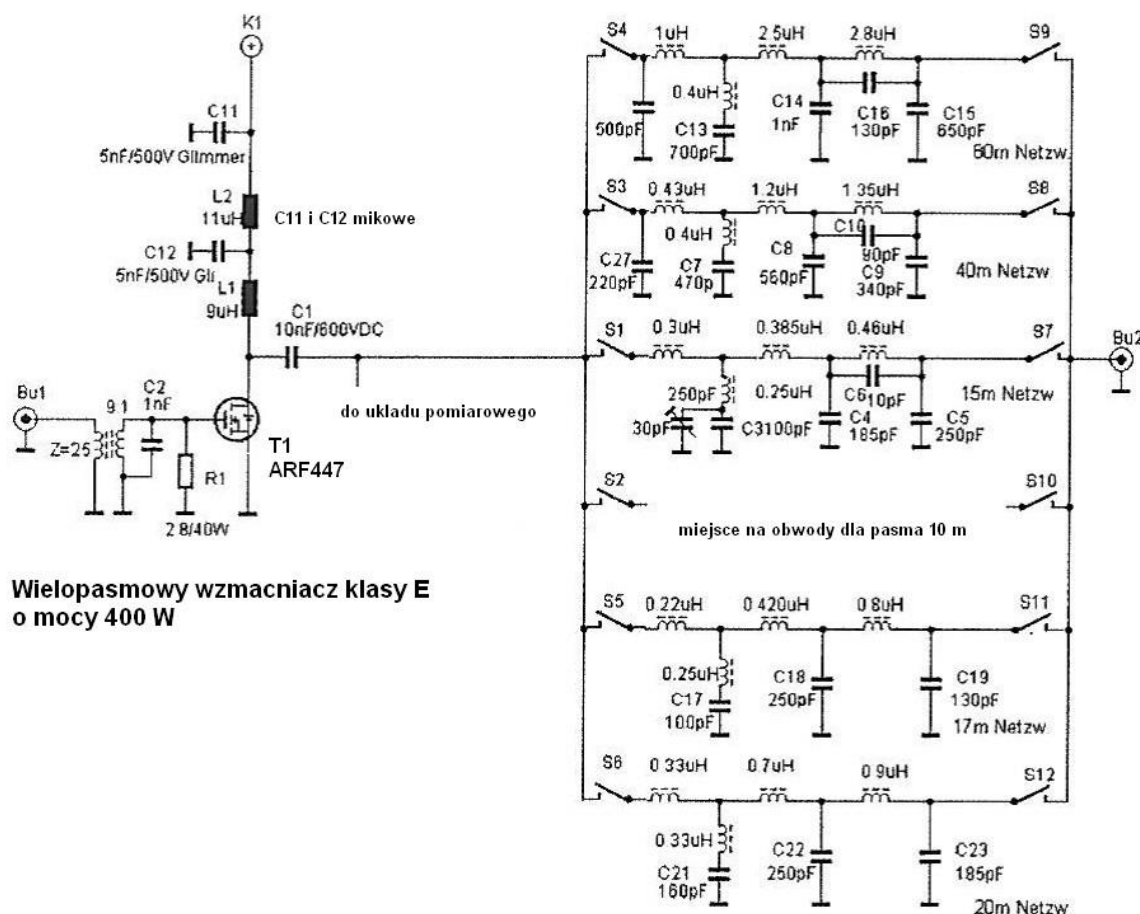 K1
C11
5nF/500V Glimmer
L2
11uH
C11 i C12 mikowe
C12
5nF/500V Gli
L1
9uH
C1
10nF/600VDC
do ukladu pomiarowego
Bu1
Z=25
9:1
C2
1nF
R1
2.8/40W
T1
ARF447
Wielopasmowy wzmacniacz klasy E
o mocy 400 W
S4
1uH
2.5uH
2.8uH
S9
500pF
0.4uH
C13
700pF
C14
1nF
C16
130pF
C15
650pF
80m Netzw.
S3
0.43uH
1.2uH
1.35uH
S8
C27
220pF
0.4uH
C7
470p
C8
560pF
C10
90pF
C9
340pF
40m Netzw
S1
0.3uH
0.385uH
0.46uH
S7
Bu2
250pF
0.25uH
30pF
C3100pF
C6
10pF
C4
185pF
C5
250pF
15m Netzw
S2
S10
miejsce na obwody dla pasma 10 m
S5
0.22uH
0.420uH
0.8uH
S11
0.25uH
C17
100pF
C18
250pF
C19
130pF
17m Netzw.
S6
0.33uH
0.7uH
0.9uH
S12
0.33uH
C21
160pF
C22
250pF
C23
185pF
20m Netzw